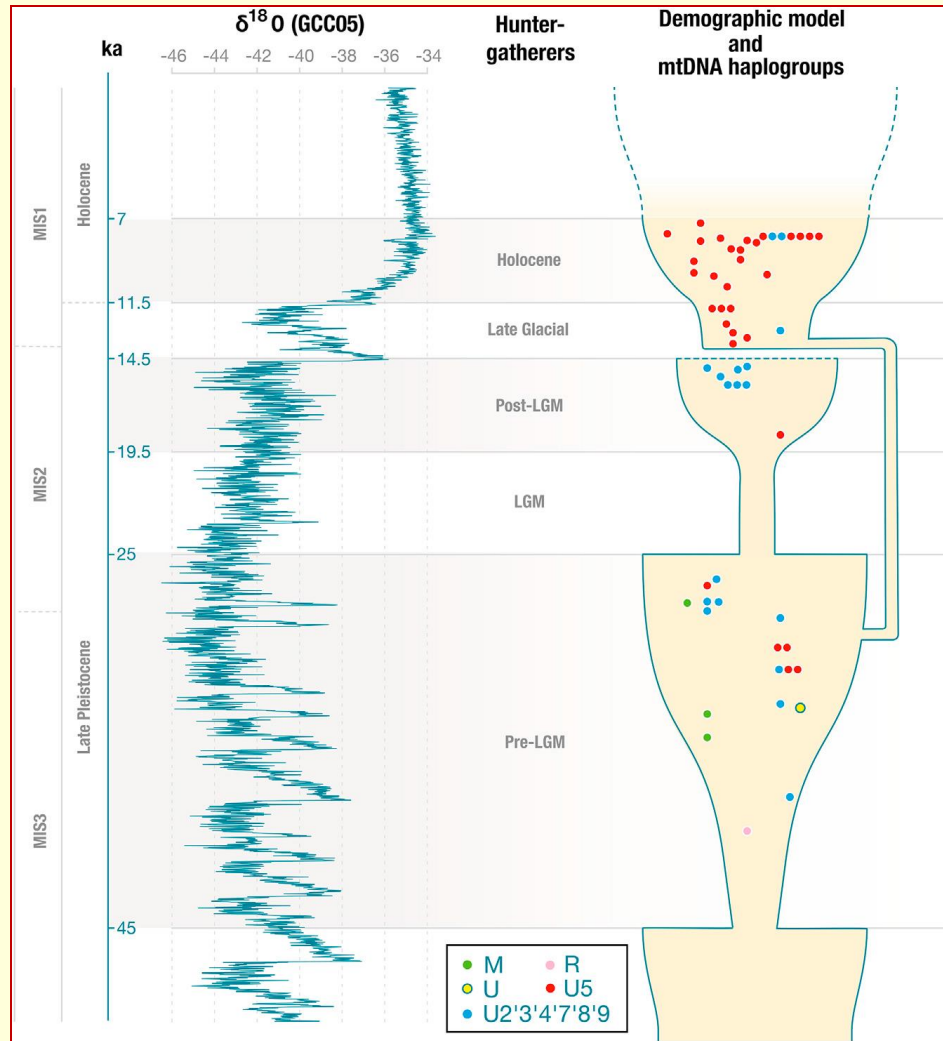 δ18 O (GCC05)
Hunter-
gatherers
Demographic model
and
mtDNA haplogroups
ka
-46 -44 -42 -40 -38 -36 -34
MIS1
Holocene
7
Holocene
11.5
Late Glacial
14.5
Post-LGM
19.5
MIS2
LGM
25
Late Pleistocene
Pre-LGM
MIS3
45
M R
U U5
U2'3'4'7'8'9